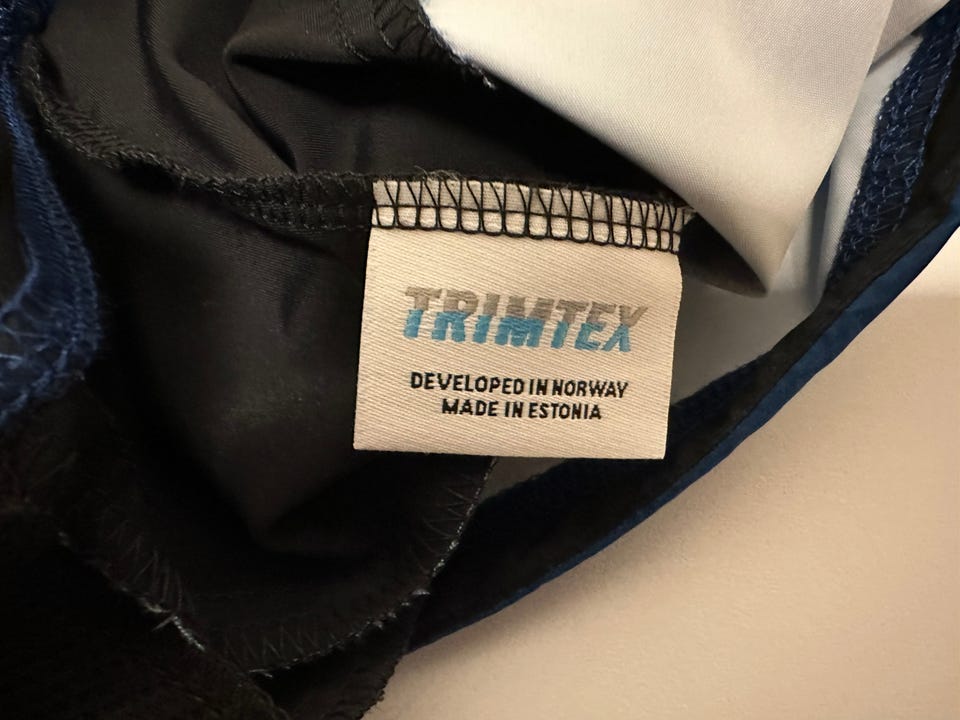 TRIMTEX
DEVELOPED IN NORWAY
MADE IN ESTONIA